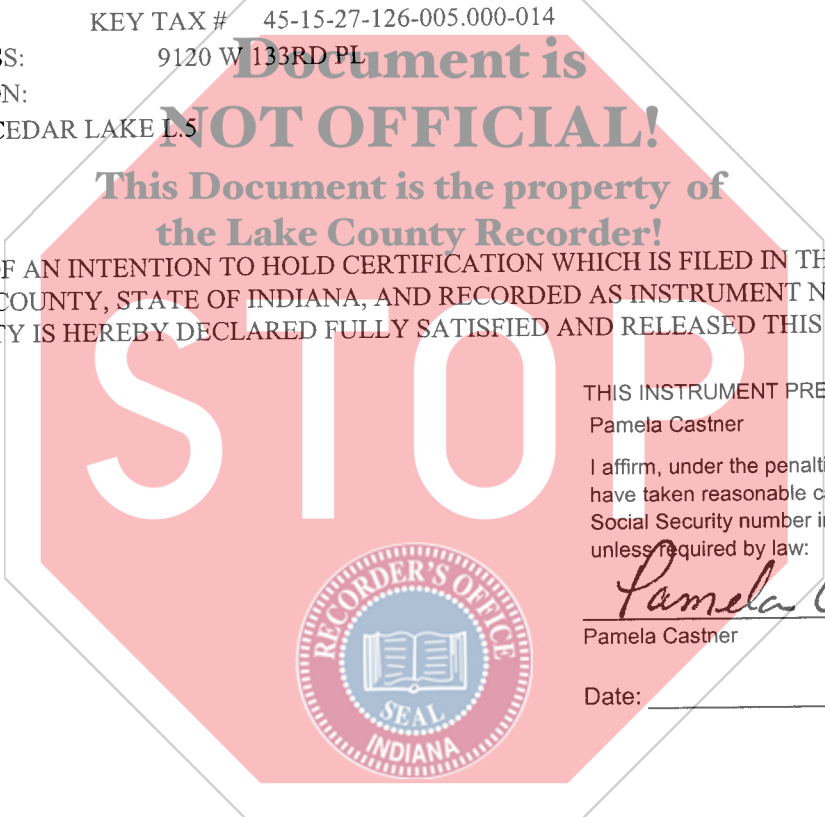 KEY TAX # 45-15-27-126-005.000-014
SS: 9120 W 133RD PL
N:
CEDAR LAKE L.5
Document is
NOT OFFICIAL!
This Document is the property of
the Lake County Recorder!
F AN INTENTION TO HOLD CERTIFICATION WHICH IS FILED IN TH
COUNTY, STATE OF INDIANA, AND RECORDED AS INSTRUMENT N
TY IS HEREBY DECLARED FULLY SATISFIED AND RELEASED THIS
STOP
THIS INSTRUMENT PRE
Pamela Castner
I affirm, under the penalti
have taken reasonable c
Social Security number i
unless required by law:
Pamela C
Pamela Castner
Date:
RECORDER'S OFFICE
SEAL
INDIANA